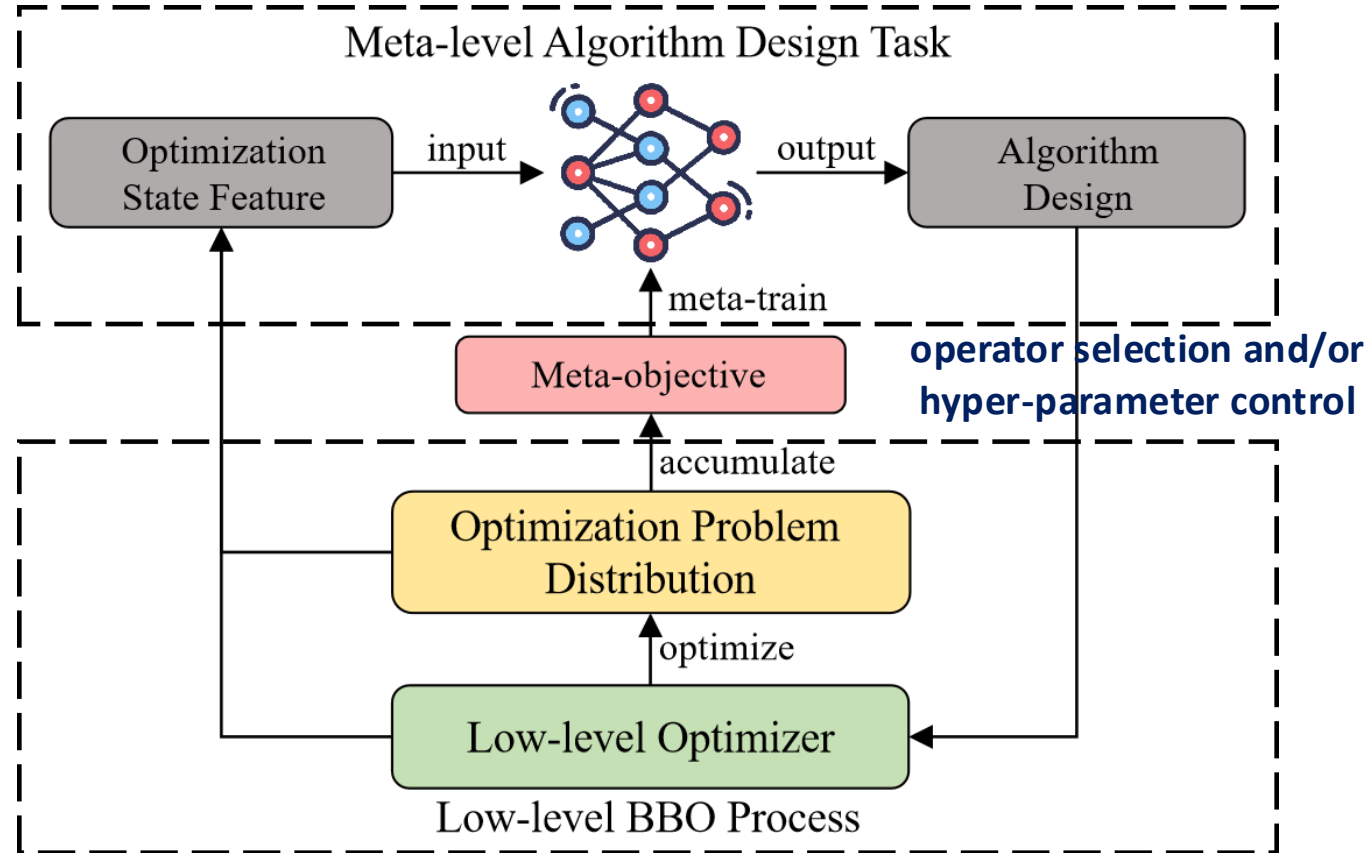 Meta-level Algorithm Design Task
Optimization
State Feature
input
output
Algorithm
Design
meta-train
Meta-objective
operator selection and/or
hyper-parameter control
accumulate
Optimization Problem
Distribution
optimize
Low-level Optimizer
Low-level BBO Process